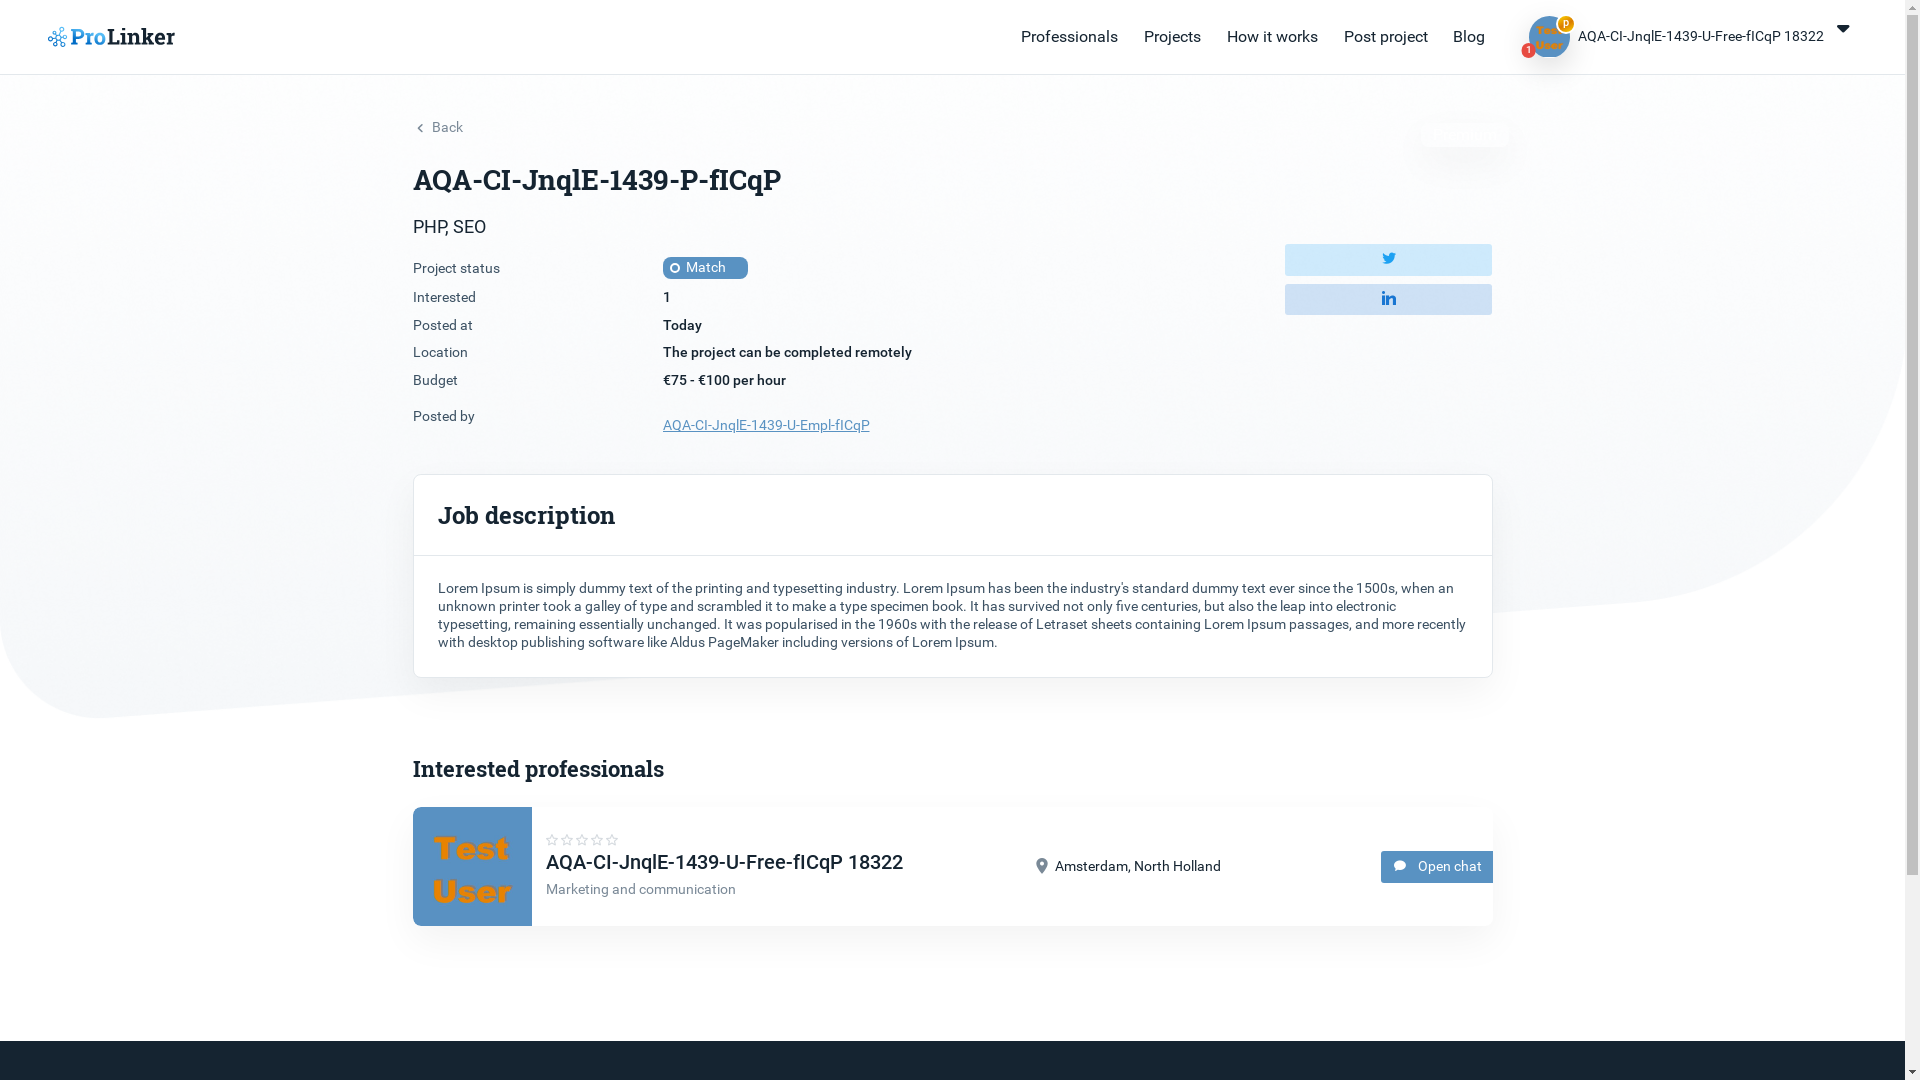 ProLinker
Professionals
Projects
How it works
Post project
Blog
Test
User
p
1
AQA-CI-JnqlE-1439-U-Free-fICqP 18322
Back
AQA-CI-JnqlE-1439-P-fICqP
PHP, SEO
Project status
Match
Interested
1
Posted at
Today
Location
The project can be completed remotely
Budget
€75 - €100 per hour
Posted by
AQA-CI-JnqlE-1439-U-Empl-fICqP
in
Job description
Lorem Ipsum is simply dummy text of the printing and typesetting industry. Lorem Ipsum has been the industry's standard dummy text ever since the 1500s, when an
unknown printer took a galley of type and scrambled it to make a type specimen book. It has survived not only five centuries, but also the leap into electronic
typesetting, remaining essentially unchanged. It was popularised in the 1960s with the release of Letraset sheets containing Lorem Ipsum passages, and more recently
with desktop publishing software like Aldus PageMaker including versions of Lorem Ipsum.
Interested professionals
Test
User
AQA-CI-JnqlE-1439-U-Free-fICqP 18322
Marketing and communication
Amsterdam, North Holland
Open chat